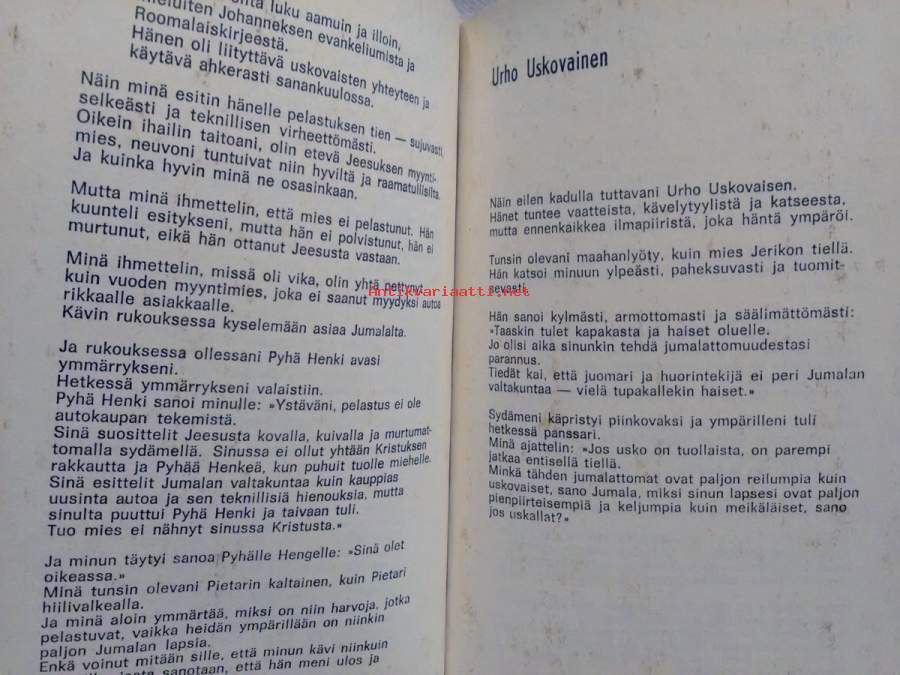 luku aamuin ja illoin,
Johanneksen evankeliumista ja
Roomalaiskirjeestä.
Hänen oli liityttävä uskovaisten yhteyteen ja
käytävä ahkerasti sanankuulossa.
Näin minä esitin hänelle pelastuksen tien — sujuvasti,
selkeästi ja teknillisen virheettömästi.
Oikein ihailin taitoani, olin etevä Jeesuksen myynti-
mies, neuvoni tuntuivat niin hyviltä ja raamatullisilta.
Ja kuinka hyvin minä ne osasinkaan.
Mutta minä ihmettelin, että mies ei pelastunut. Hän
kuunteli esitykseni, mutta hän ei polvistunut, hän ei
murtunut, eikä hän ottanut Jeesusta vastaan.
Minä ihmettelin, missä oli vika, olin yhtä pettynyt
kuin vuoden myyntimies, joka ei saanut myydyksi autoa
rikkaalle asiakkaalle.
Kävin rukouksessa kyselemään asiaa Jumalalta.
Ja rukouksessa ollessani Pyhä Henki avasi
ymmärrykseni.
Hetkessä ymmärrykseni valaistiin.
Pyhä Henki sanoi minulle: »Ystäväni, pelastus ei ole
autokaupan tekemistä.
Sinä suosittelit Jeesusta kovalla, kuivalla ja murtumat-
tomalla sydämellä. Sinussa ei ollut yhtään Kristuksen
rakkautta ja Pyhää Henkeä, kun puhuit tuolle miehelle.
Sinä esittelit Jumalan valtakuntaa kuin kauppias
uusinta autoa ja sen teknillisiä hienouksia, mutta
sinulta puuttui Pyhä Henki ja taivaan tuli.
Tuo mies ei nähnyt sinussa Kristusta.»
Ja minun täytyi sanoa Pyhälle Hengelle: »Sinä olet
oikeassa.»
Minä tunsin olevani Pietarin kaltainen, kuin Pietari
hiilivalkealla.
Ja minä aloin ymmärtää, miksi on niin harvoja, jotka
pelastuvat, vaikka heidän ympärillään on niinkin
paljon Jumalan lapsia.
Enkä voinut mitään sille, että minun kävi niinkuin
sanotaan, että hän meni ulos ja
Urho Uskovainen
Näin eilen kadulla tuttavani Urho Uskovaisen.
Hänet tuntee vaatteista, kävelytyylistä ja katseesta,
mutta ennenkaikkea ilmapiiristä, joka häntä ympäröi.
Tunsin olevani maahanlyöty, kuin mies Jerikon tiellä.
Hän katsoi minuun ylpeästi, paheksuvasti ja tuomit-
sevasti.
Hän sanoi kylmästi, armottomasti ja säälimättömästi:
»Taaskin tulet kapakasta ja haiset oluelle.
Jo olisi aika sinunkin tehdä jumalattomuudestasi
parannus.
Tiedät kai, että juomari ja huorintekijä ei peri Jumalan
valtakuntaa — vielä tupakallekin haiset.»
Sydämeni käpristyi piinkovaksi ja ympärilleni tuli
hetkessä panssari.
Minä ajattelin: »Jos usko on tuollaista, on parempi
jatkaa entisellä tiellä.
Minkä tähden jumalattomat ovat paljon reilumpia kuin
uskovaiset, sano Jumala, miksi sinun lapsesi ovat paljon
pienpiirteisempiä ja keljumpia kuin meikäläiset, sano
jos uskallat?»
Antikvariaatti.net